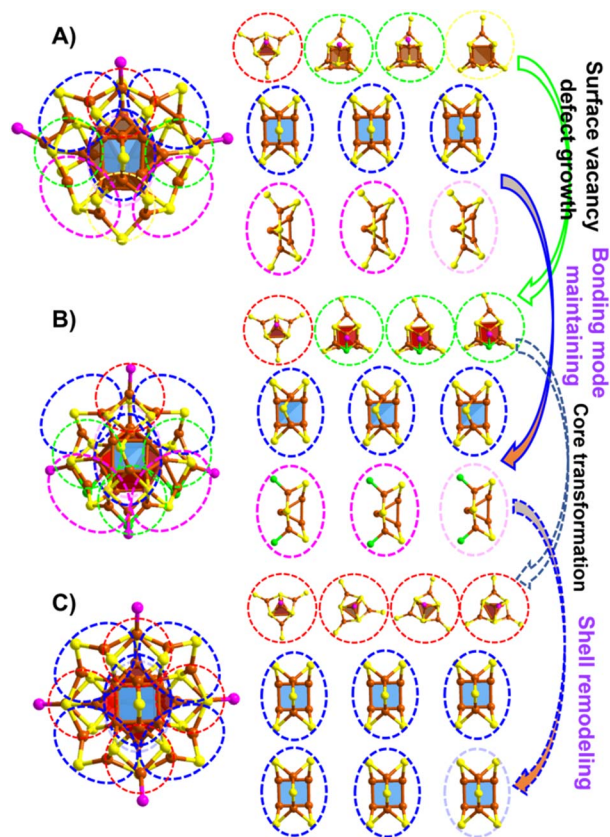 A)
Surface vacancy
defect growth
B)
Bonding mode
maintaining
Core transformation
C)
Shell remodeling